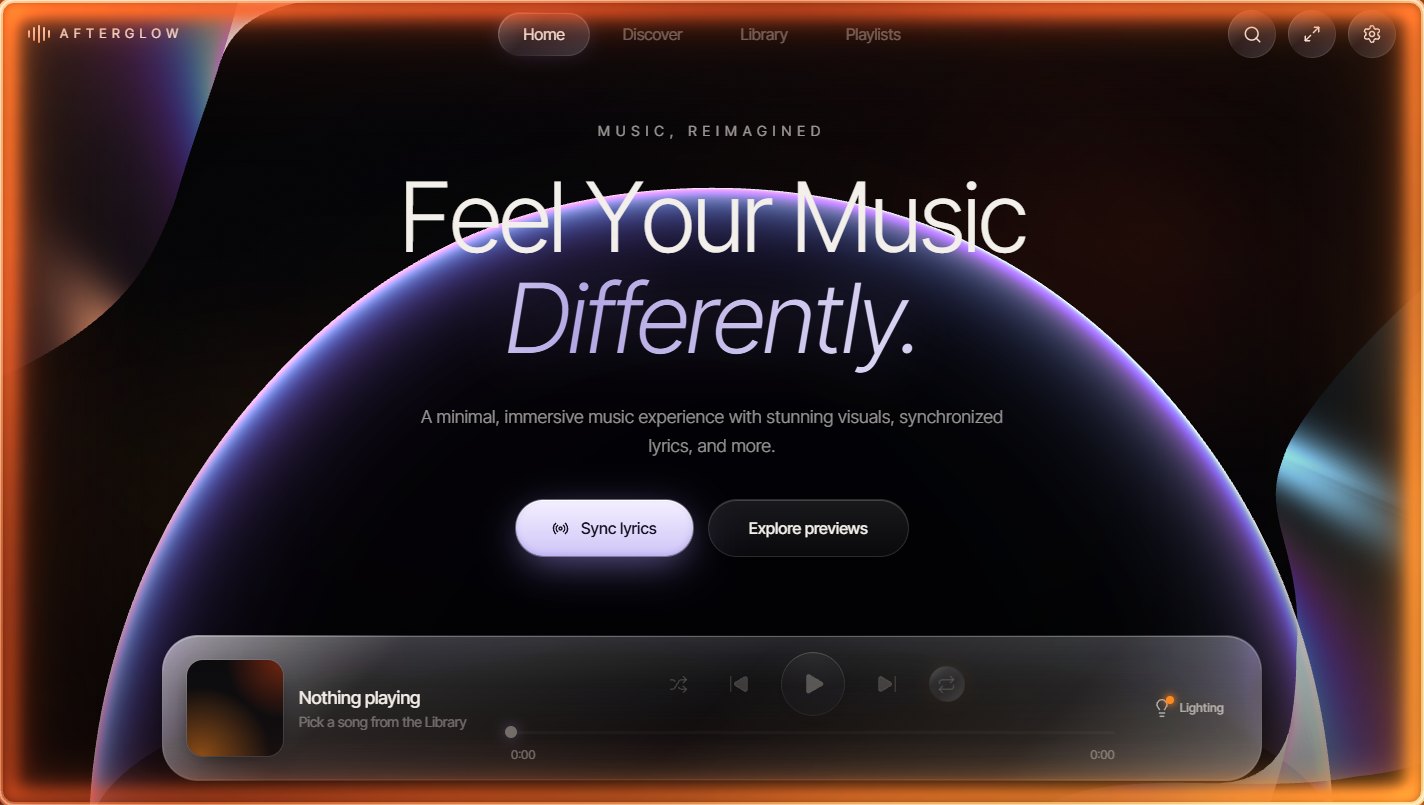 AFTERGLOW
Home
Discover
Library
Playlists
MUSIC, REIMAGINED
Feel Your Music
Differently.
A minimal, immersive music experience with stunning visuals, synchronized
lyrics, and more.
Sync lyrics
Explore previews
Nothing playing
Pick a song from the Library
0:00
0:00
Lighting